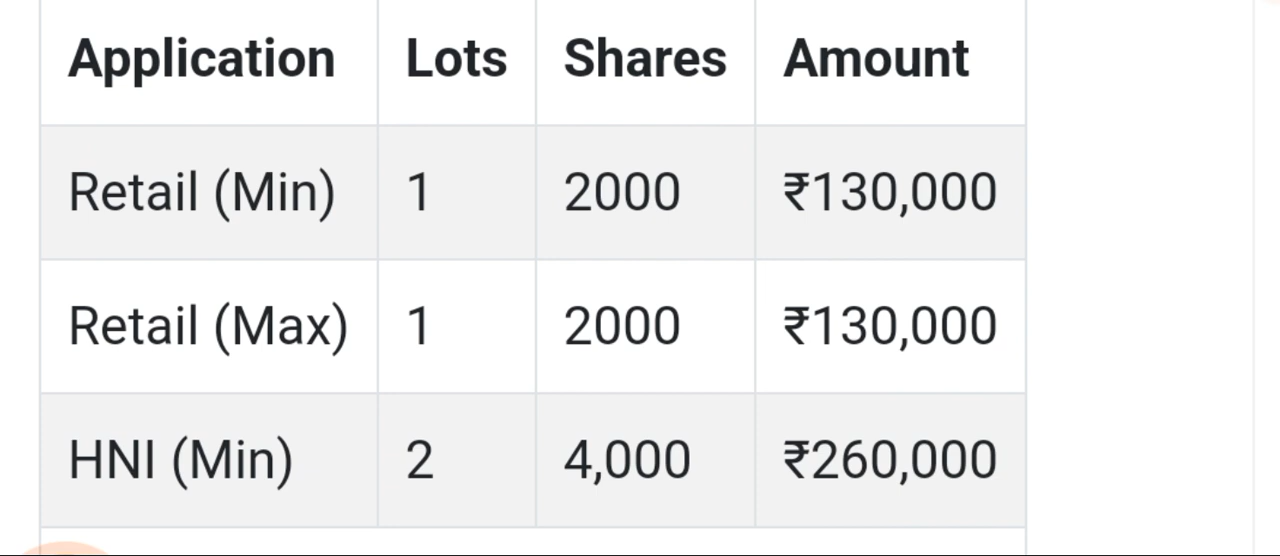 Application Lots Shares Amount
Retail (Min) 1 2000 ₹130,000
Retail (Max) 1 2000 ₹130,000
HNI (Min) 2 4,000 ₹260,000